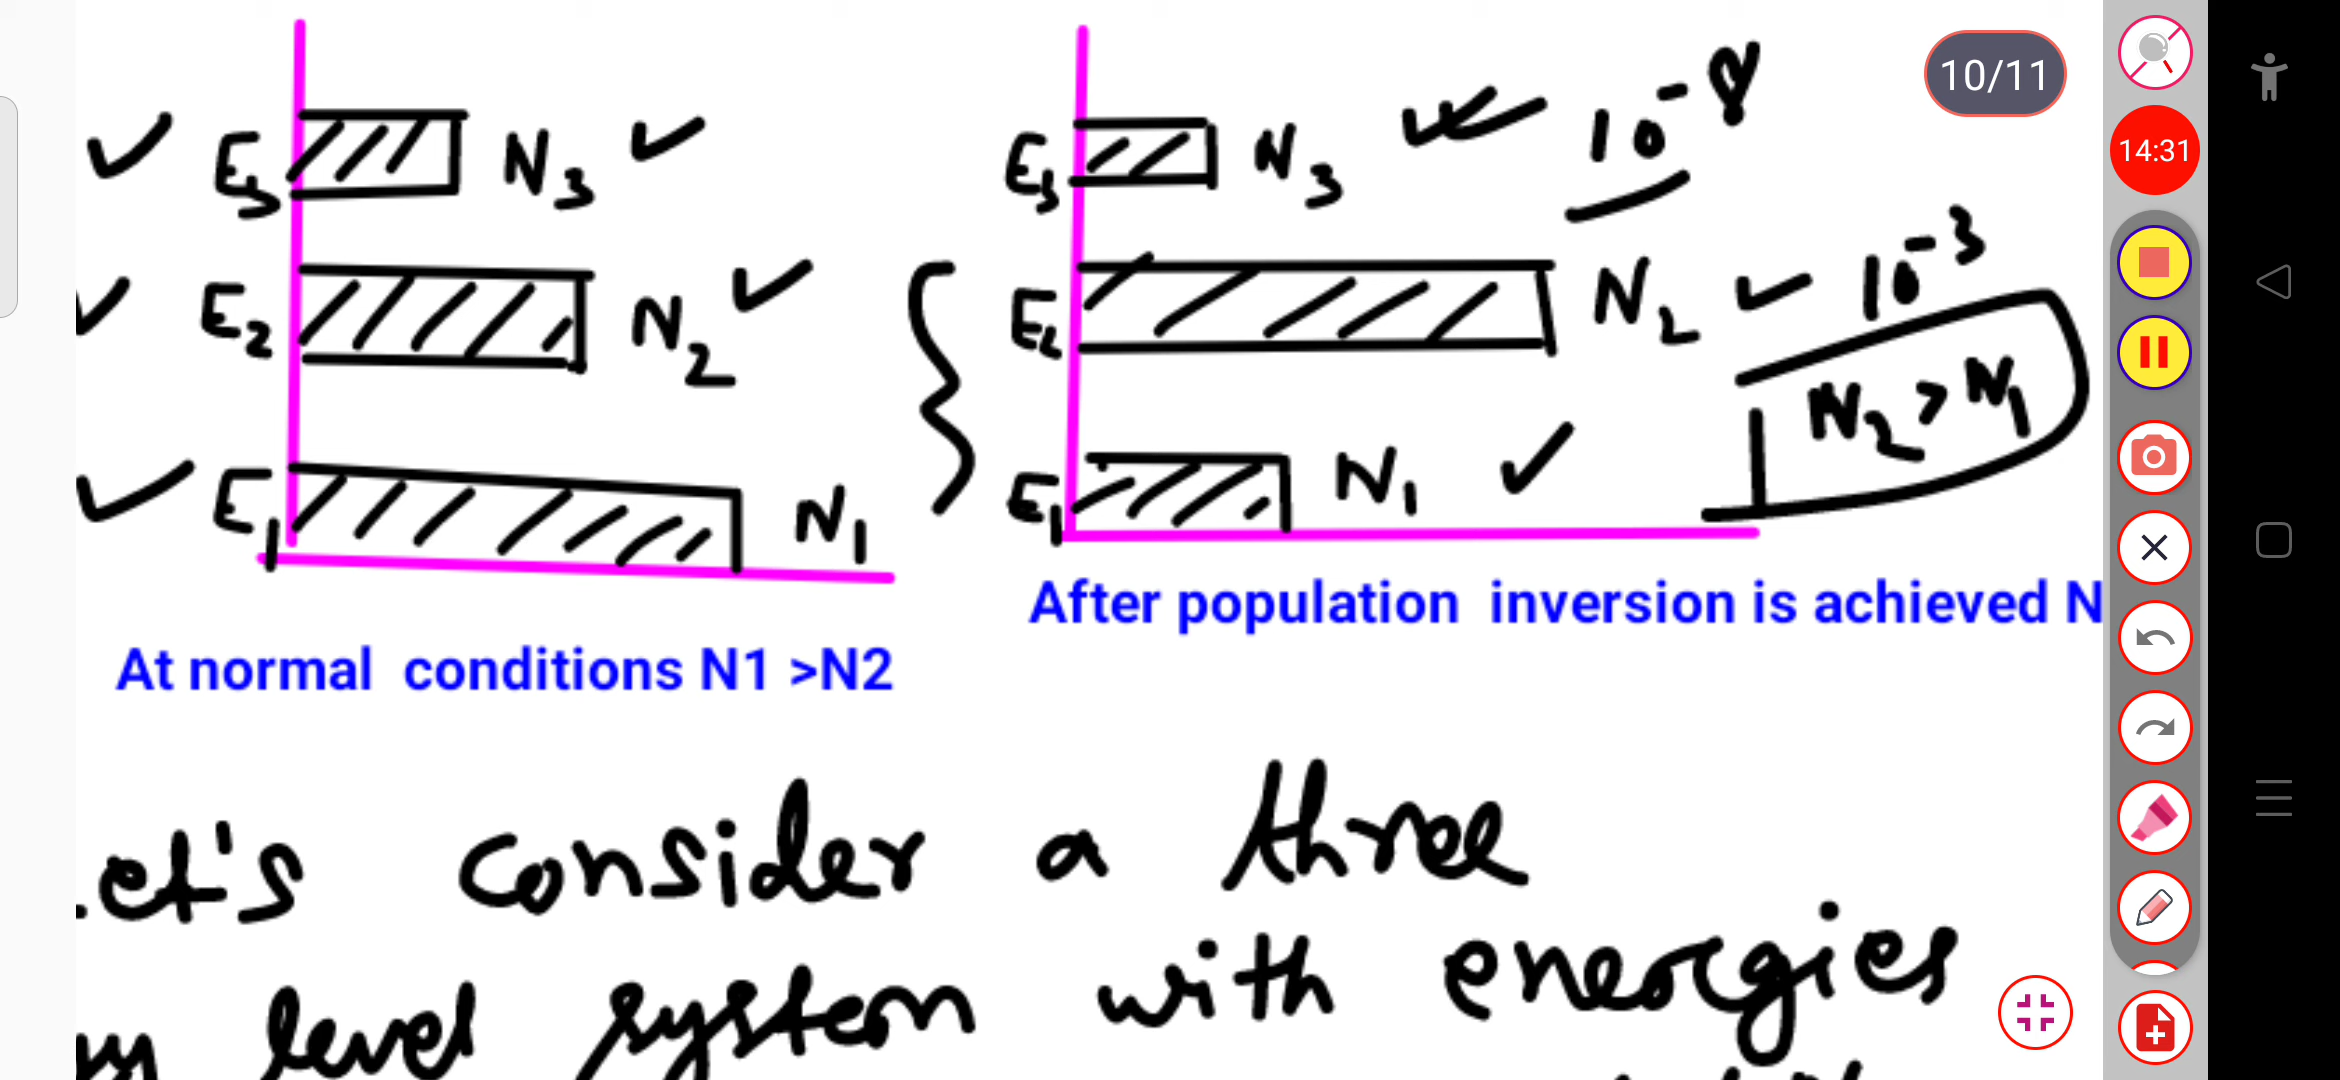 10/11
14:31
E3 N3
E2 N2
E1 N1
At normal conditions N1 >N2
E3 N3 10-8
E2 N2 10-3
N2 > N1
E1 N1
After population inversion is achieved N
et's consider a three
level system with energies